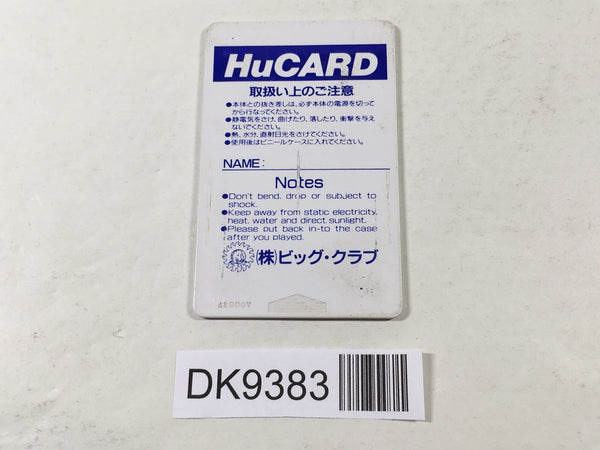 HuCARD
取扱い上のご注意
●本体との抜き差しは、必ず本体の電源を切って
から行なってください。
●静電気をさけ、曲げたり、落したり、衝撃を与え
ないでください。
●熱、水分、直射日光をさけてください。
●使用後はビニールケースに入れてください。
NAME:
Notes
●Don't bend, drop or subject to
shock.
●Keep away from static electricity,
heat, water and direct sunlight.
●Please put back in-to the case
after you played.
(株)ビッグ・クラブ
DK9383